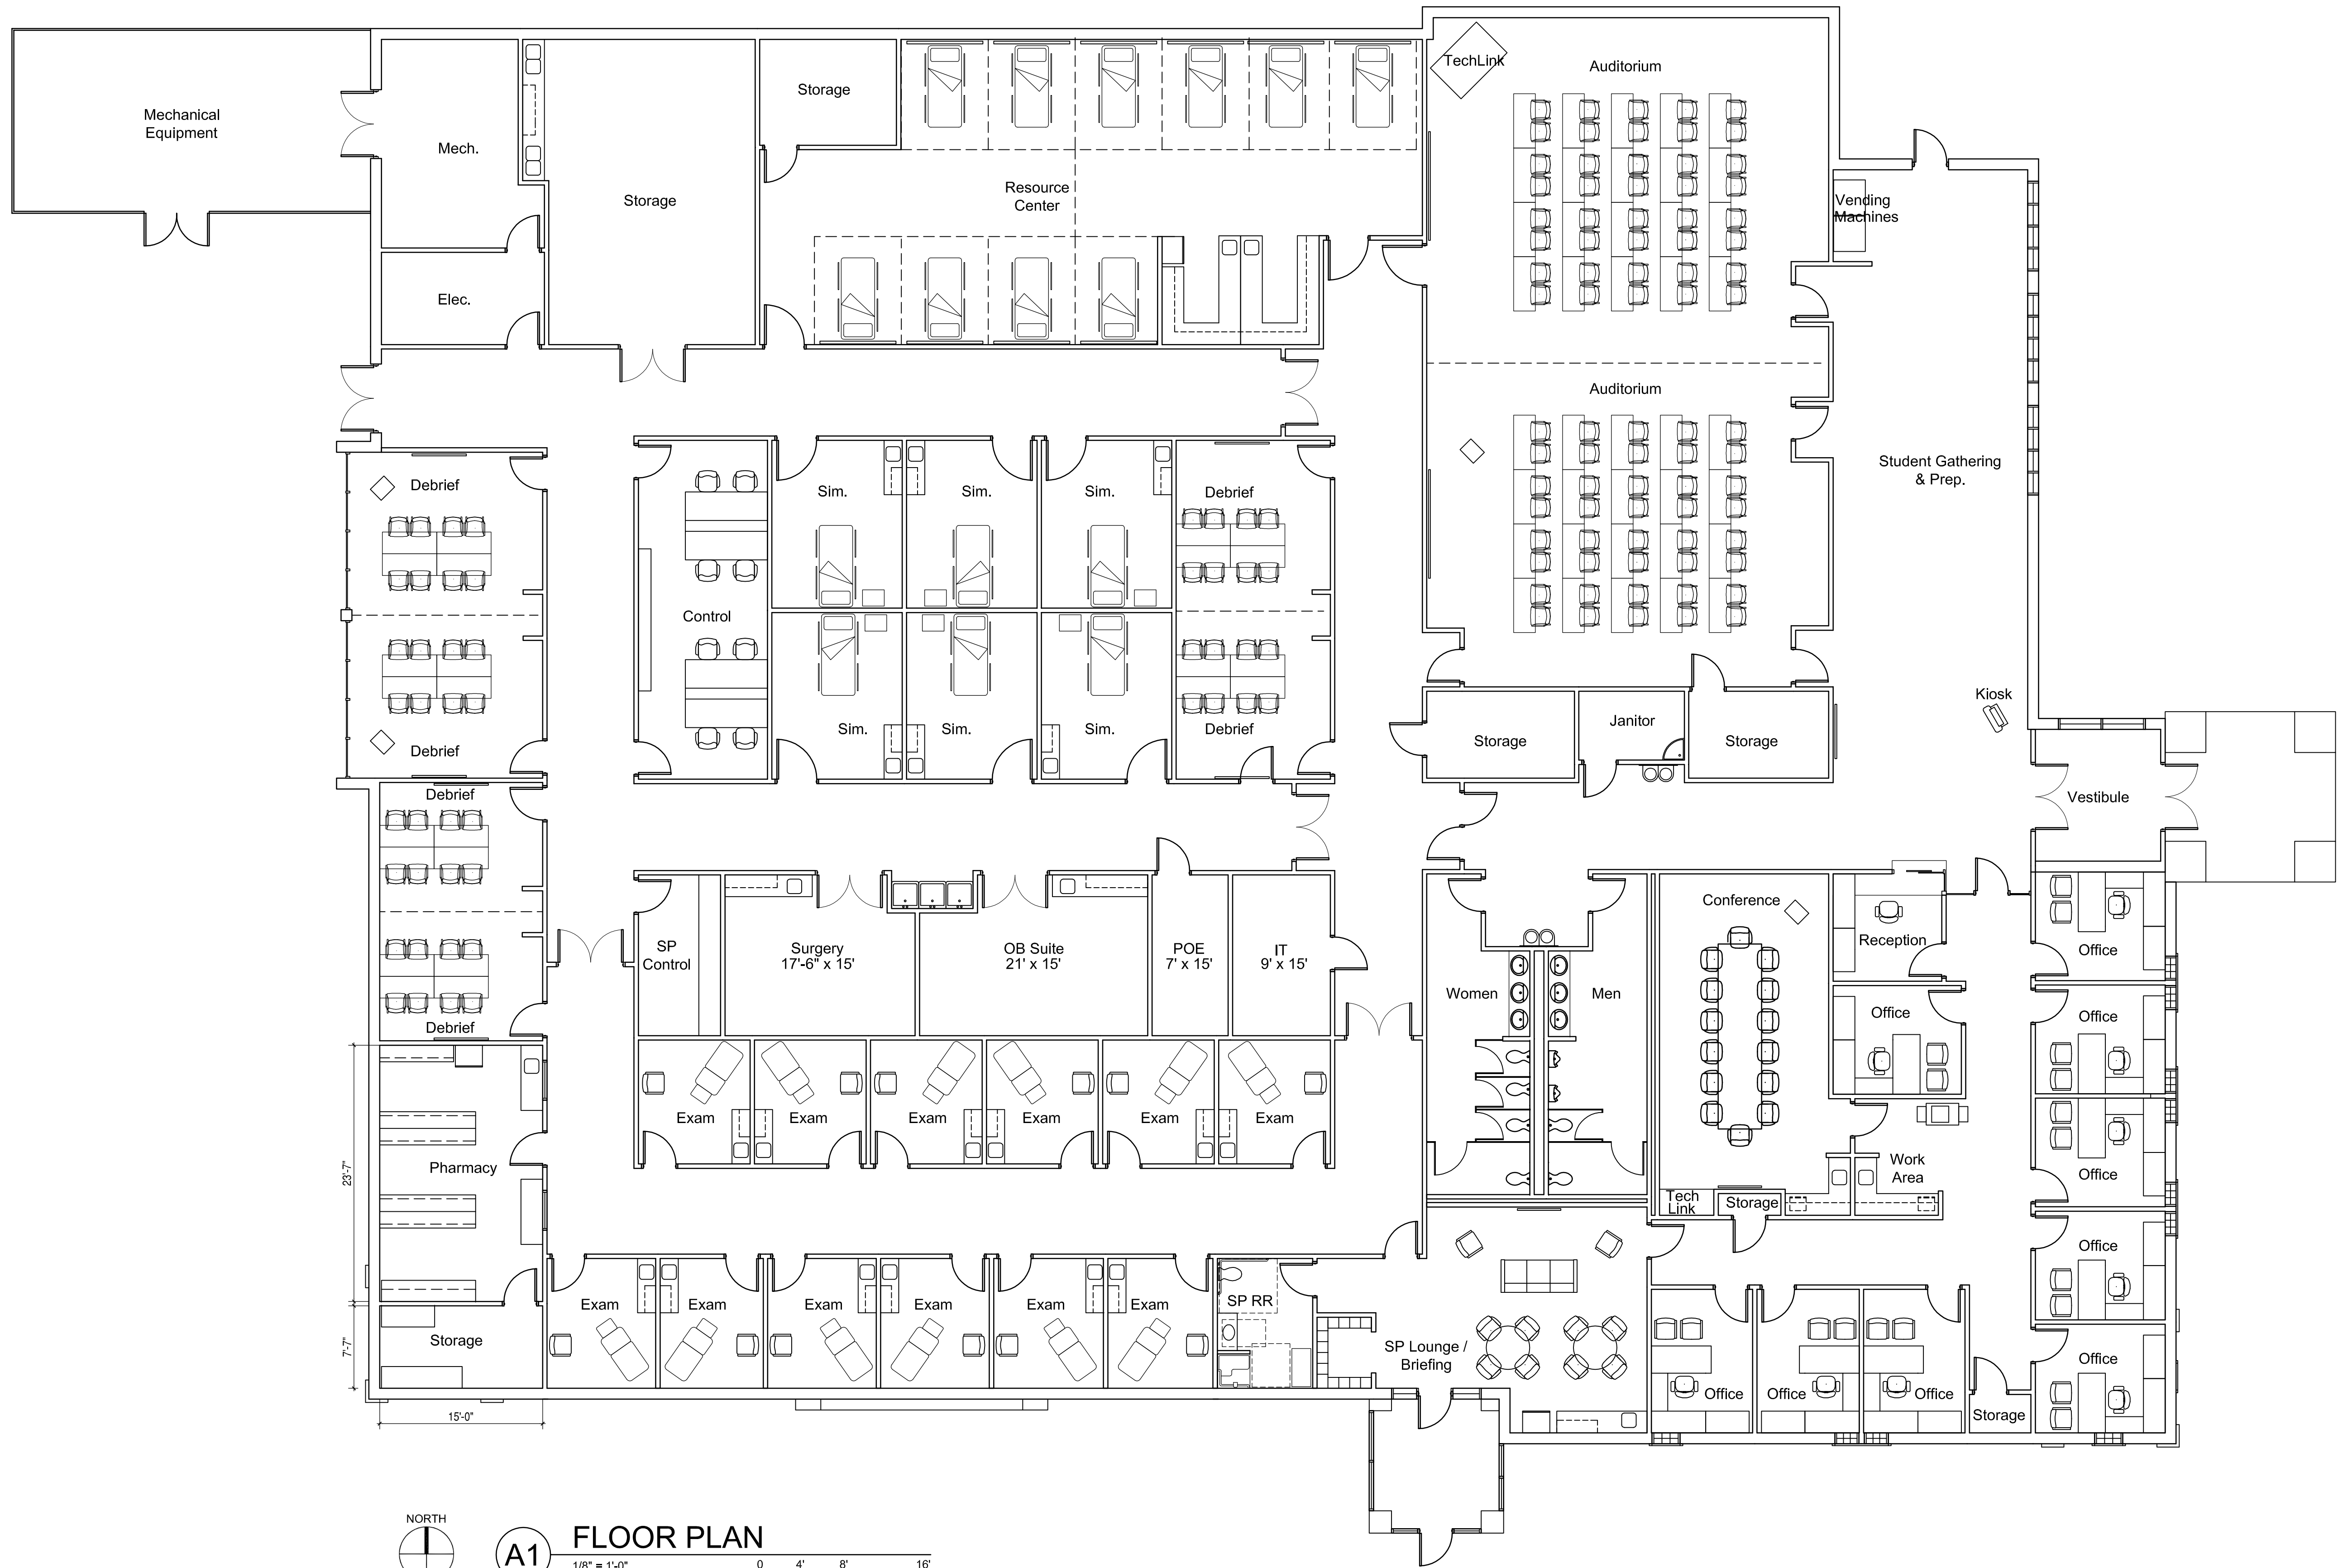 TechLink
Auditorium
Mechanical
Equipment
Mech.
Storage
Storage
Resource
Center
Vending
Machines
Elec.
Auditorium
Student Gathering
& Prep.
Debrief
Sim.
Sim.
Sim.
Debrief
Control
Debrief
Sim.
Sim.
Sim.
Debrief
Kiosk
Storage
Janitor
Storage
Vestibule
Debrief
SP
Control
Surgery
17'-6" x 15'
OB Suite
21' x 15'
POE
7' x 15'
IT
9' x 15'
Conference
Reception
Office
Women
Men
Office
Office
Debrief
Exam
Exam
Exam
Exam
Exam
Exam
23'-7"
Pharmacy
Work
Area
Office
Tech
Link
Storage
Office
7'-7"
Storage
Exam
Exam
Exam
Exam
Exam
Exam
SP RR
SP Lounge /
Briefing
Office
Office
Office
Office
Storage
15'-0"
NORTH
A1
FLOOR PLAN
1/8" = 1'-0"
0 4' 8' 16'